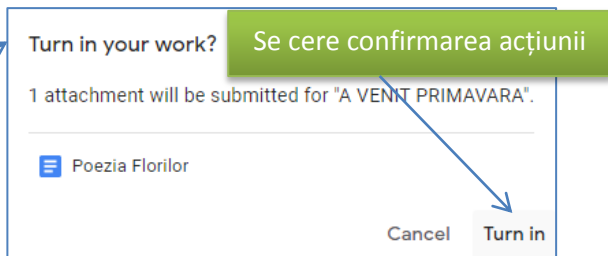 Turn in your work?
Se cere confirmarea acțiunii
1 attachment will be submitted for "A VENIT PRIMAVARA".
Poezia Florilor
Cancel Turn in